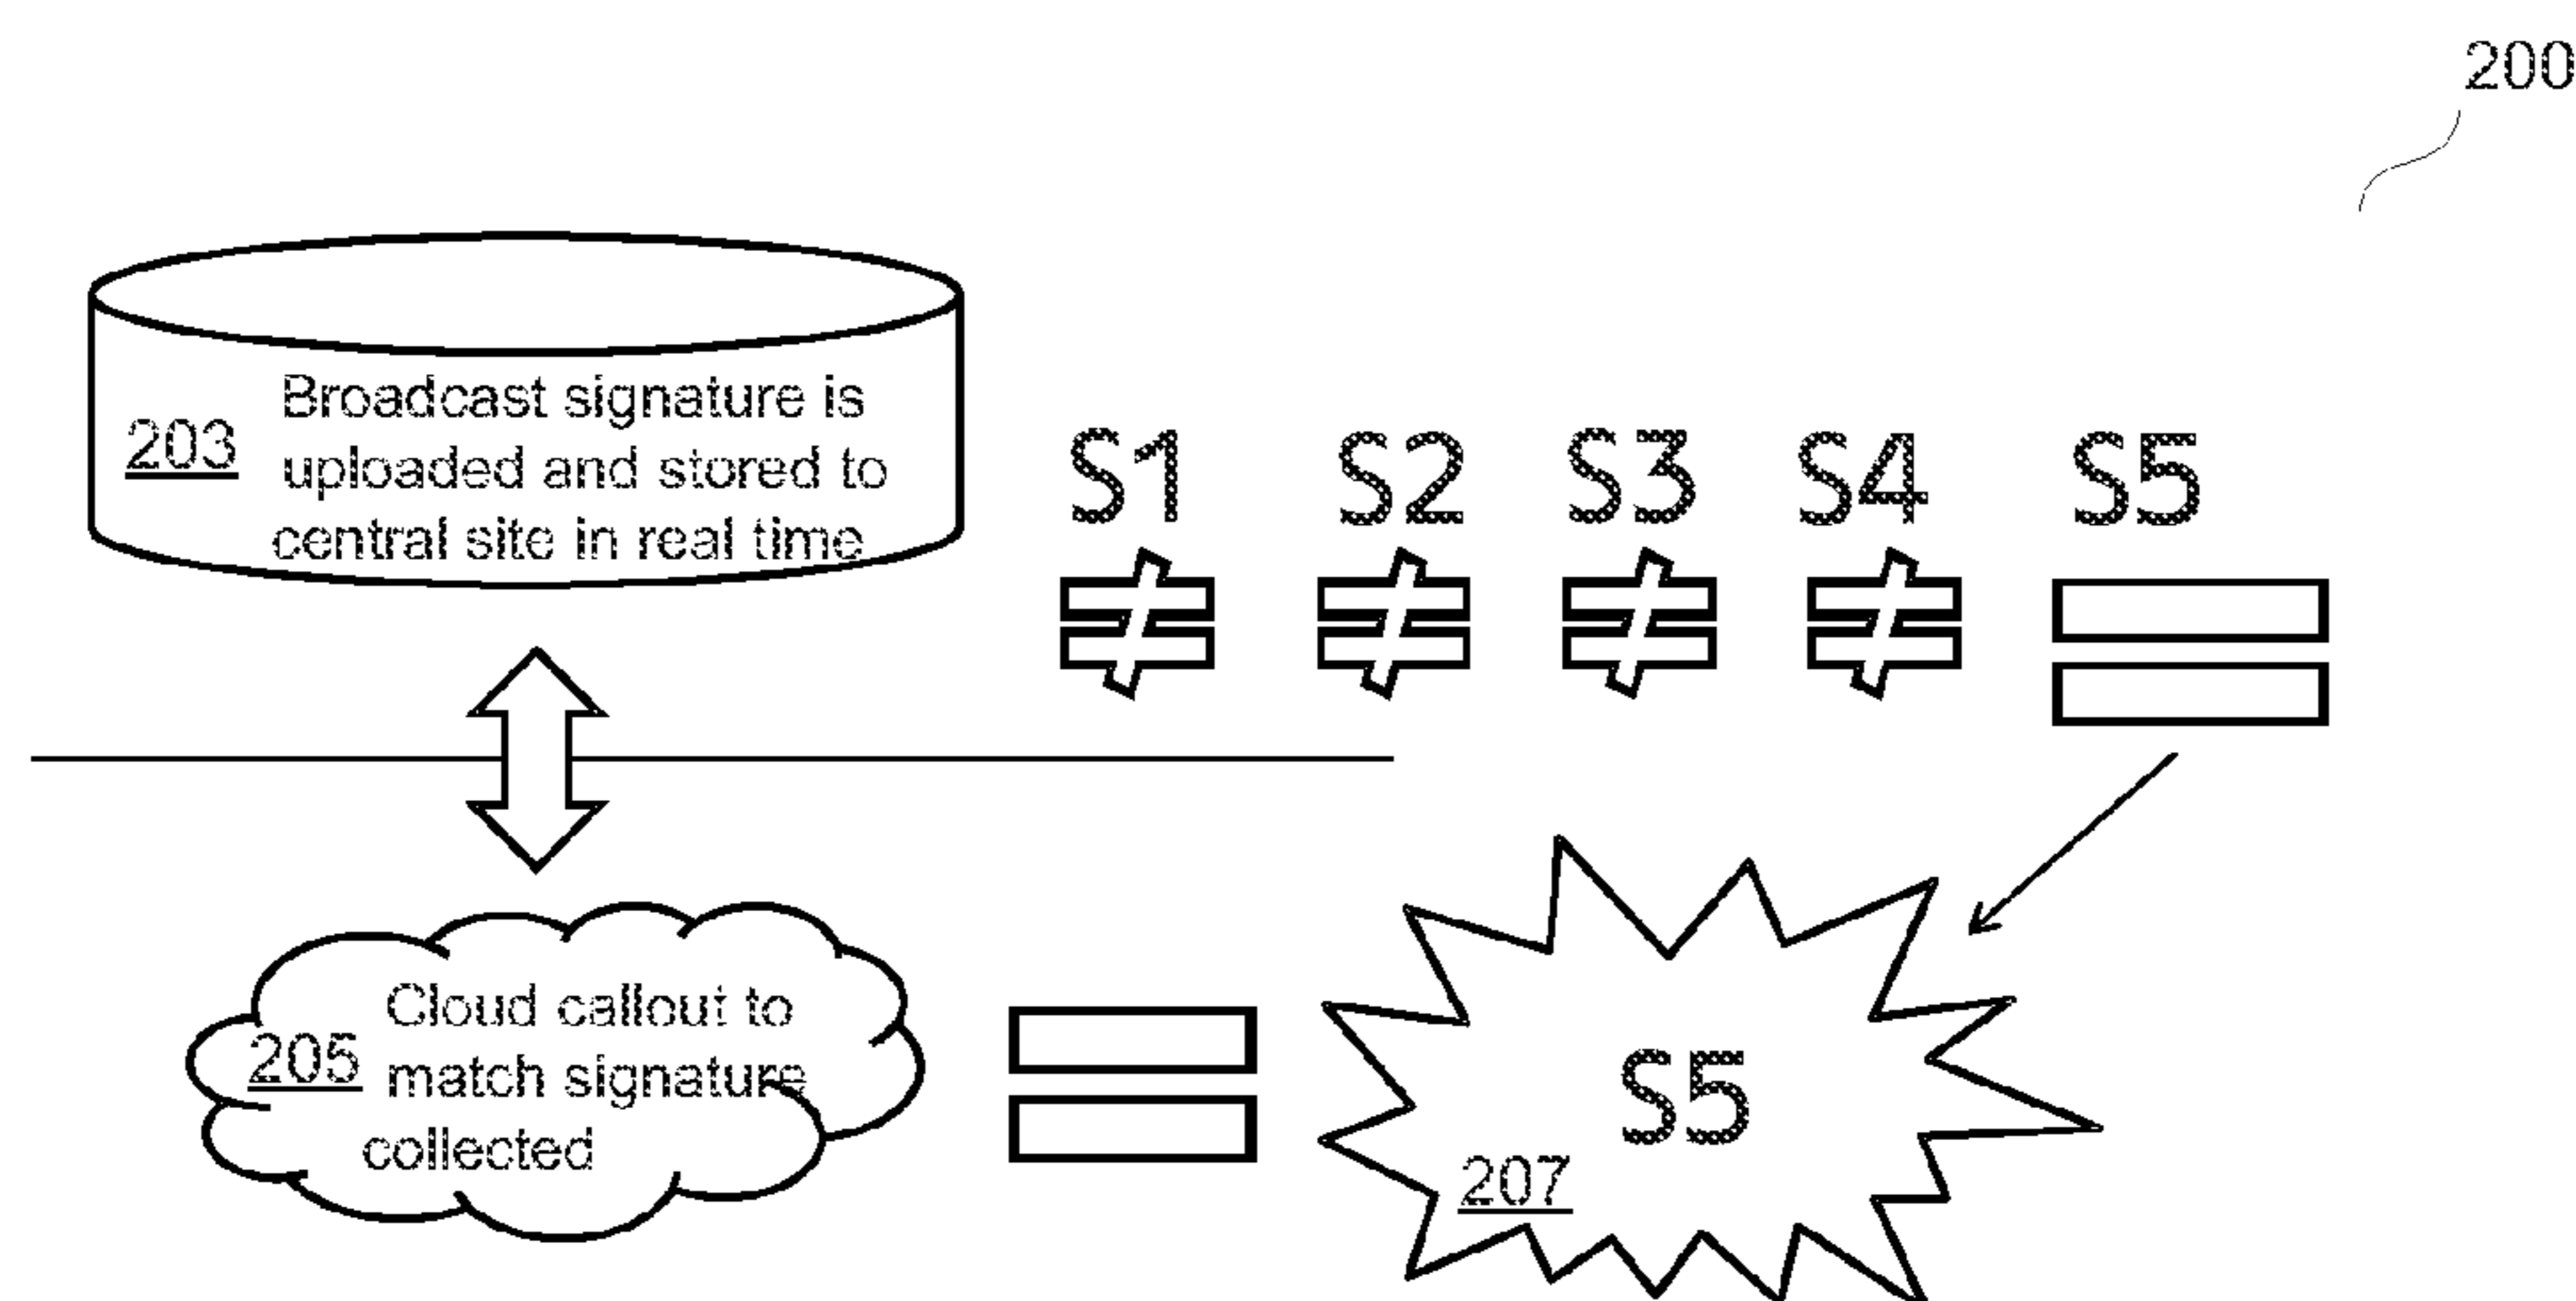 200
203 Broadcast signature is
uploaded and stored to
central site in real time
S1 S2 S3 S4 S5
≠ ≠ ≠ ≠ =
205 Cloud callout to
match signature
collected
=
S5
207